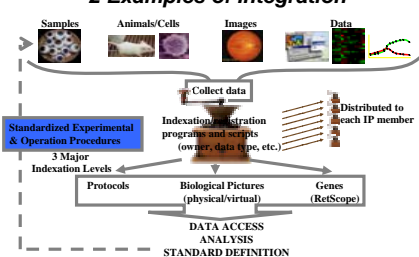 2 Examples of Integration
Samples
Animals/Cells
Images
Data
Collect data
Indexation/registration
programs and scripts
(owner, data type, etc.)
Distributed to
each IP member
Standardized Experimental
& Operation Procedures
3 Major
Indexation Levels
Protocols
Biological Pictures
(physical/virtual)
Genes
(RetScope)
DATA ACCESS
ANALYSIS
STANDARD DEFINITION